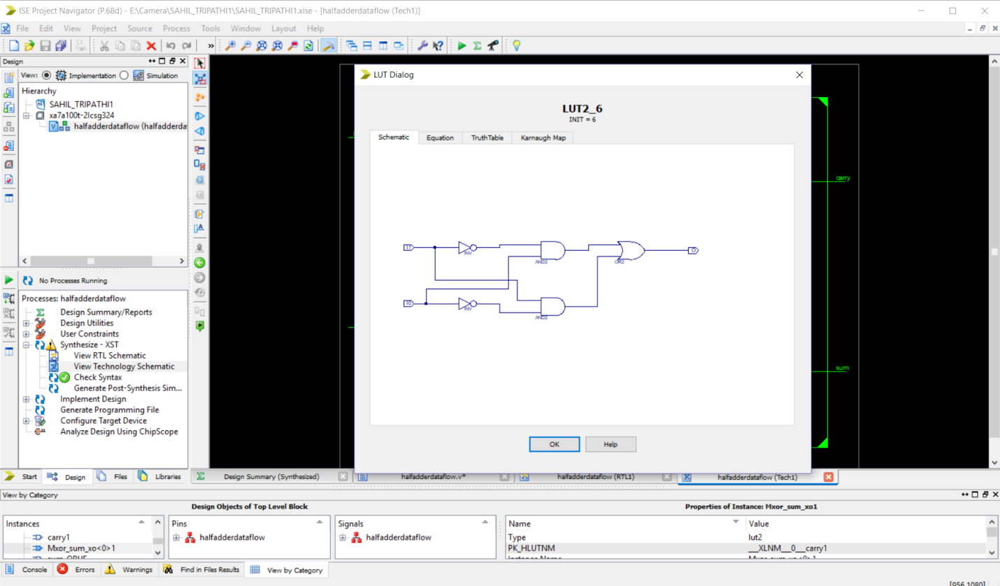 ISE Project Navigator (P.68d) - E:\Camera\SAHIL_TRIPATHI1\SAHIL_TRIPATHI1.xise - [halfadderdataflow (Tech1)]
File Edit View Project Source Process Tools Window Layout Help
Design
View: Implementation Simulation
Hierarchy
SAHIL_TRIPATHI1
xa7a100t-2Icsg324
halfadderdataflow (halfadderda
No Processes Running
Processes: halfadderdataflow
Design Summary/Reports
Design Utilities
User Constraints
Synthesize - XST
View RTL Schematic
View Technology Schematic
Check Syntax
Generate Post-Synthesis Sim...
Implement Design
Generate Programming File
Configure Target Device
Analyze Design Using ChipScope
Start Design Files Libraries
LUT Dialog
LUT2_6
INIT = 6
Schematic Equation TruthTable Karnaugh Map
I1 INV AND2 OR2 O
I0 INV AND2
OK Help
carry
sum
Design Summary (Synthesized) halfadderdataflow.v* halfadderdataflow (RTL1) halfadderdataflow (Tech1)
View by Category
Design Objects of Top Level Block Properties of Instance: Mxor_sum_xo1
Instances Pins Signals Name Value
carry1 halfadderdataflow halfadderdataflow Type lut2
Mxor_sum_xo<0>1 PK_HLUTNM ___XLNM___0___carry1
Console Errors Warnings Find in Files Results View by Category
[956,1080]